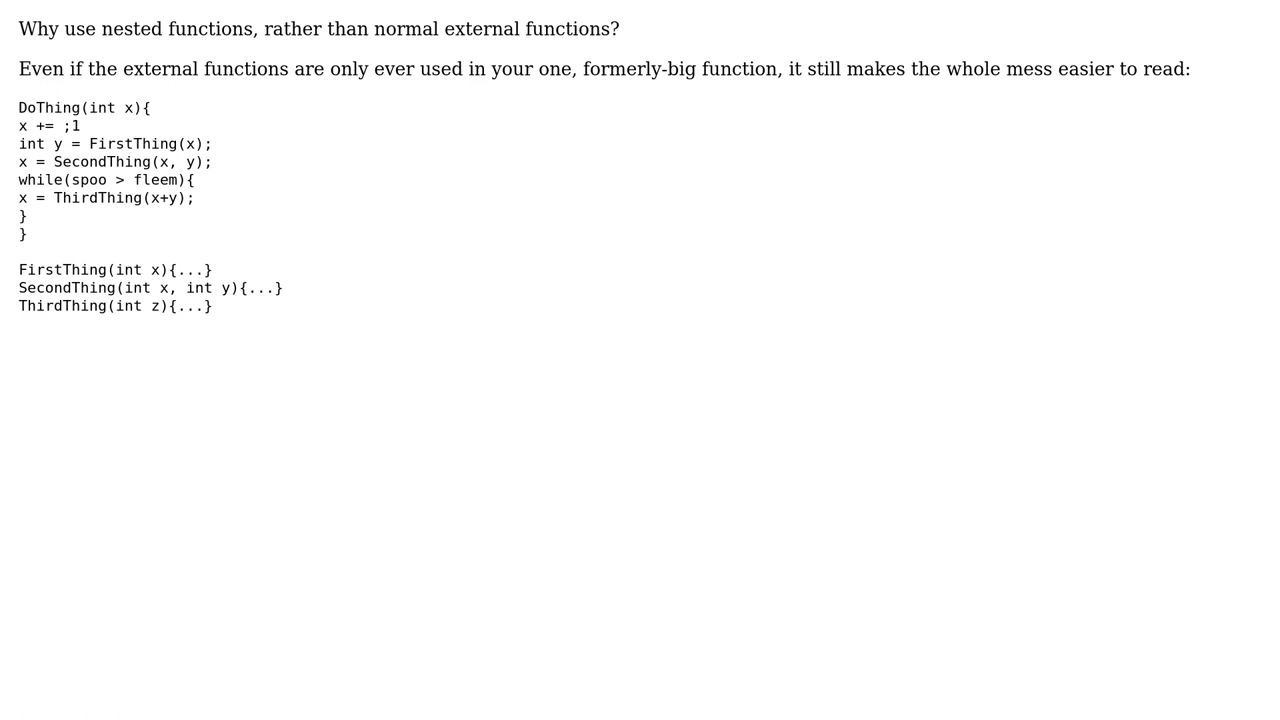 Why use nested functions, rather than normal external functions?
Even if the external functions are only ever used in your one, formerly-big function, it still makes the whole mess easier to read:
DoThing(int x){
x += ;1
int y = FirstThing(x);
x = SecondThing(x, y);
while(spoo > fleem){
x = ThirdThing(x+y);
}
}
FirstThing(int x){...}
SecondThing(int x, int y){...}
ThirdThing(int z){...}